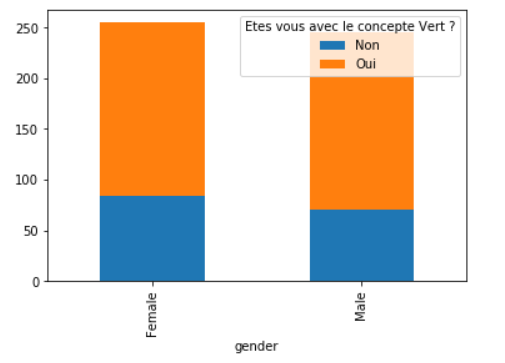 250
200
150
100
50
0
Etes vous avec le concepte Vert ?
Non
Oui
Female
Male
gender